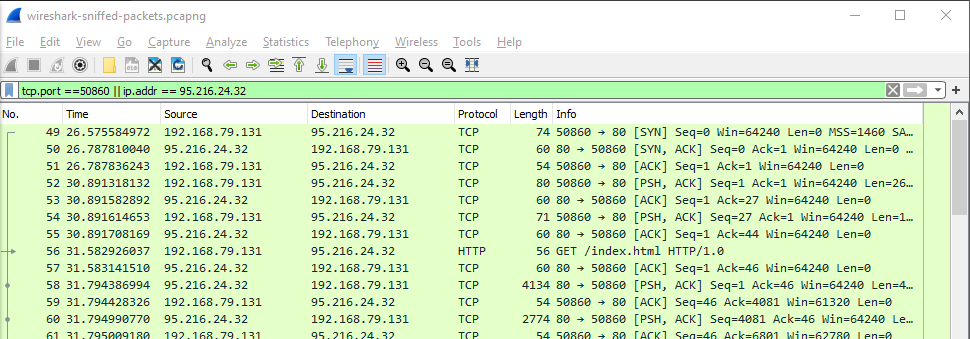 wireshark-sniffed-packets.pcapng
File Edit View Go Capture Analyze Statistics Telephony Wireless Tools Help
tcp.port ==50860 || ip.addr == 95.216.24.32
No. Time Source Destination Protocol Length Info
49 26.575584972 192.168.79.131 95.216.24.32 TCP 74 50860 → 80 [SYN] Seq=0 Win=64240 Len=0 MSS=1460 SA…
50 26.787810040 95.216.24.32 192.168.79.131 TCP 60 80 → 50860 [SYN, ACK] Seq=0 Ack=1 Win=64240 Len=0 …
51 26.787836243 192.168.79.131 95.216.24.32 TCP 54 50860 → 80 [ACK] Seq=1 Ack=1 Win=64240 Len=0
52 30.891318132 192.168.79.131 95.216.24.32 TCP 80 50860 → 80 [PSH, ACK] Seq=1 Ack=1 Win=64240 Len=26…
53 30.891582892 95.216.24.32 192.168.79.131 TCP 60 80 → 50860 [ACK] Seq=1 Ack=27 Win=64240 Len=0
54 30.891614653 192.168.79.131 95.216.24.32 TCP 71 50860 → 80 [PSH, ACK] Seq=27 Ack=1 Win=64240 Len=1…
55 30.891708169 95.216.24.32 192.168.79.131 TCP 60 80 → 50860 [ACK] Seq=1 Ack=44 Win=64240 Len=0
56 31.582926037 192.168.79.131 95.216.24.32 HTTP 56 GET /index.html HTTP/1.0
57 31.583141510 95.216.24.32 192.168.79.131 TCP 60 80 → 50860 [ACK] Seq=1 Ack=46 Win=64240 Len=0
58 31.794386994 95.216.24.32 192.168.79.131 TCP 4134 80 → 50860 [PSH, ACK] Seq=1 Ack=46 Win=64240 Len=4…
59 31.794428326 192.168.79.131 95.216.24.32 TCP 54 50860 → 80 [ACK] Seq=46 Ack=4081 Win=61320 Len=0
60 31.794990770 95.216.24.32 192.168.79.131 TCP 2774 80 → 50860 [PSH, ACK] Seq=4081 Ack=46 Win=64240 Le…
61 31.795009180 192.168.79.131 95.216.24.32 TCP 54 50860 → 80 [ACK] Seq=46 Ack=6801 Win=62780 Len=0